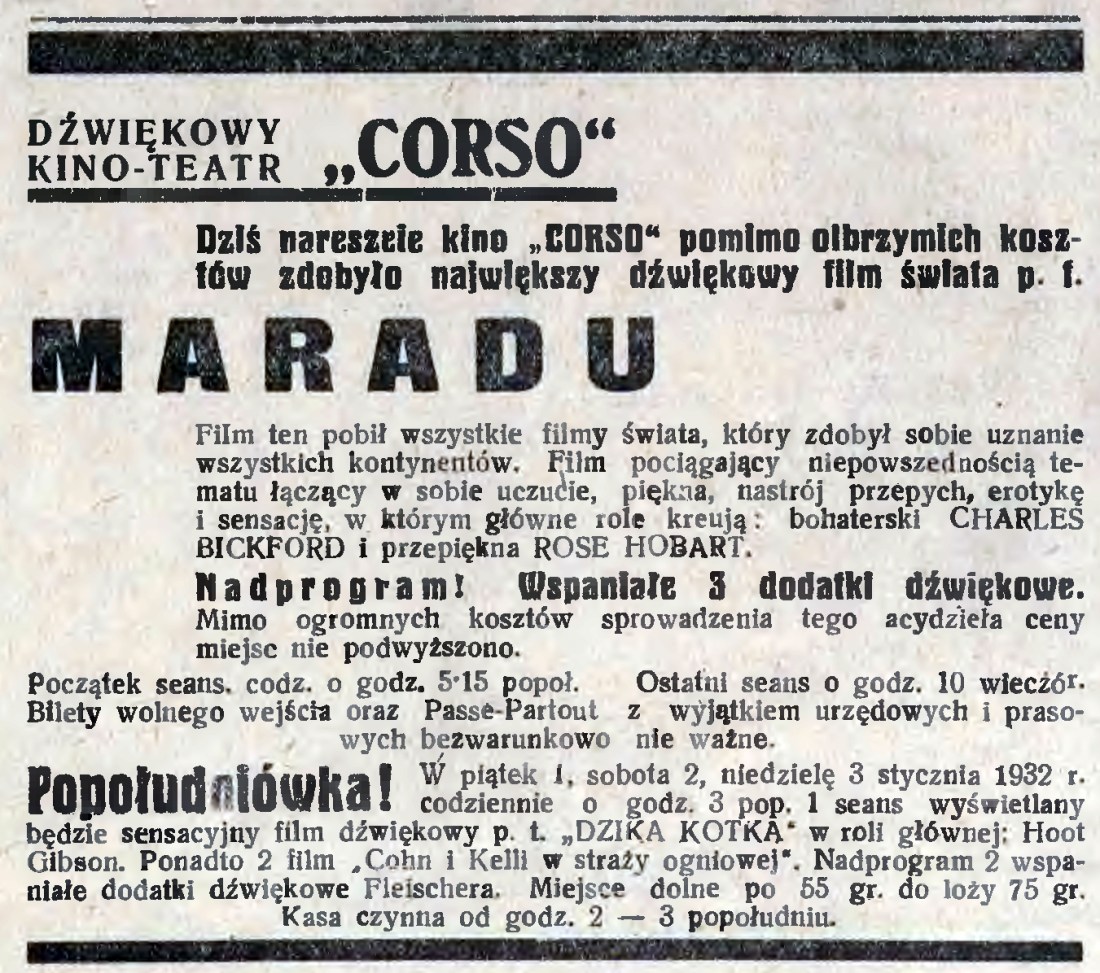 DŹWIĘKOWY
KINO-TEATR „CORSO“
Dziś nareszcie kino „CORSO“ pomimo olbrzymich kosz-
tów zdobyło największy dźwiękowy film świata p. t.
MARADU
Film ten pobił wszystkie filmy świata, który zdobył sobie uznanie
wszystkich kontynentów. Film pociągający niepowszednością te-
matu łączący w sobie uczucie, piękna, nastrój przepych, erotykę
i sensację, w którym główne role kreują: bohaterski CHARLES
BICKFORD i przepiękna ROSE HOBART.
Nadprogram! Wspaniałe 3 dodatki dźwiękowe.
Mimo ogromnych kosztów sprowadzenia tego acydzieła ceny
miejsc nie podwyższono.
Początek seans. codz. o godz. 5·15 popoł. Ostatni seans o godz. 10 wieczór.
Bilety wolnego wejścia oraz Passe-Partout z wyjątkiem urzędowych i praso-
wych bezwarunkowo nie ważne.
Popołudniówka! W piątek 1, sobota 2, niedzielę 3 stycznia 1932 r.
codziennie o godz. 3 pop. 1 seans wyświetlany
będzie sensacyjny film dźwiękowy p. t. „DZIKA KOTKĄ“ w roli głównej: Hoot
Gibson. Ponadto 2 film „Cohn i Kelli w straży ogniowej“. Nadprogram 2 wspa-
niałe dodatki dźwiękowe Fleischera. Miejsce dolne po 55 gr. do loży 75 gr.
Kasa czynna od godz. 2 — 3 popołudniu.